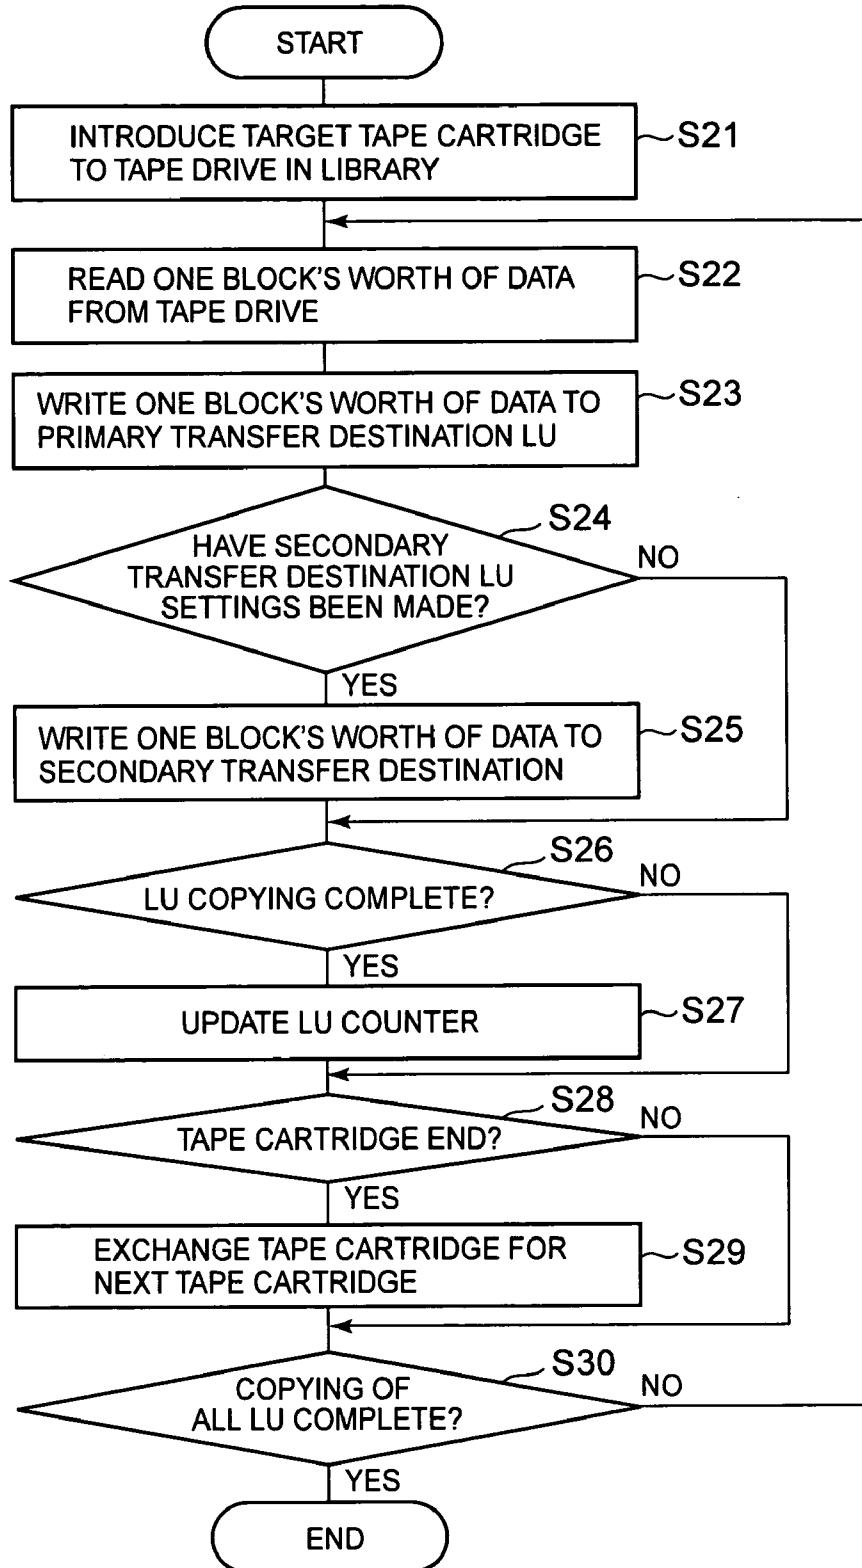 START
INTRODUCE TARGET TAPE CARTRIDGE
TO TAPE DRIVE IN LIBRARY
S21
READ ONE BLOCK'S WORTH OF DATA
FROM TAPE DRIVE
S22
WRITE ONE BLOCK'S WORTH OF DATA TO
PRIMARY TRANSFER DESTINATION LU
S23
S24
HAVE SECONDARY
TRANSFER DESTINATION LU
SETTINGS BEEN MADE?
NO
YES
WRITE ONE BLOCK'S WORTH OF DATA TO
SECONDARY TRANSFER DESTINATION
S25
S26
LU COPYING COMPLETE?
NO
YES
UPDATE LU COUNTER
S27
S28
TAPE CARTRIDGE END?
NO
YES
EXCHANGE TAPE CARTRIDGE FOR
NEXT TAPE CARTRIDGE
S29
S30
COPYING OF
ALL LU COMPLETE?
NO
YES
END